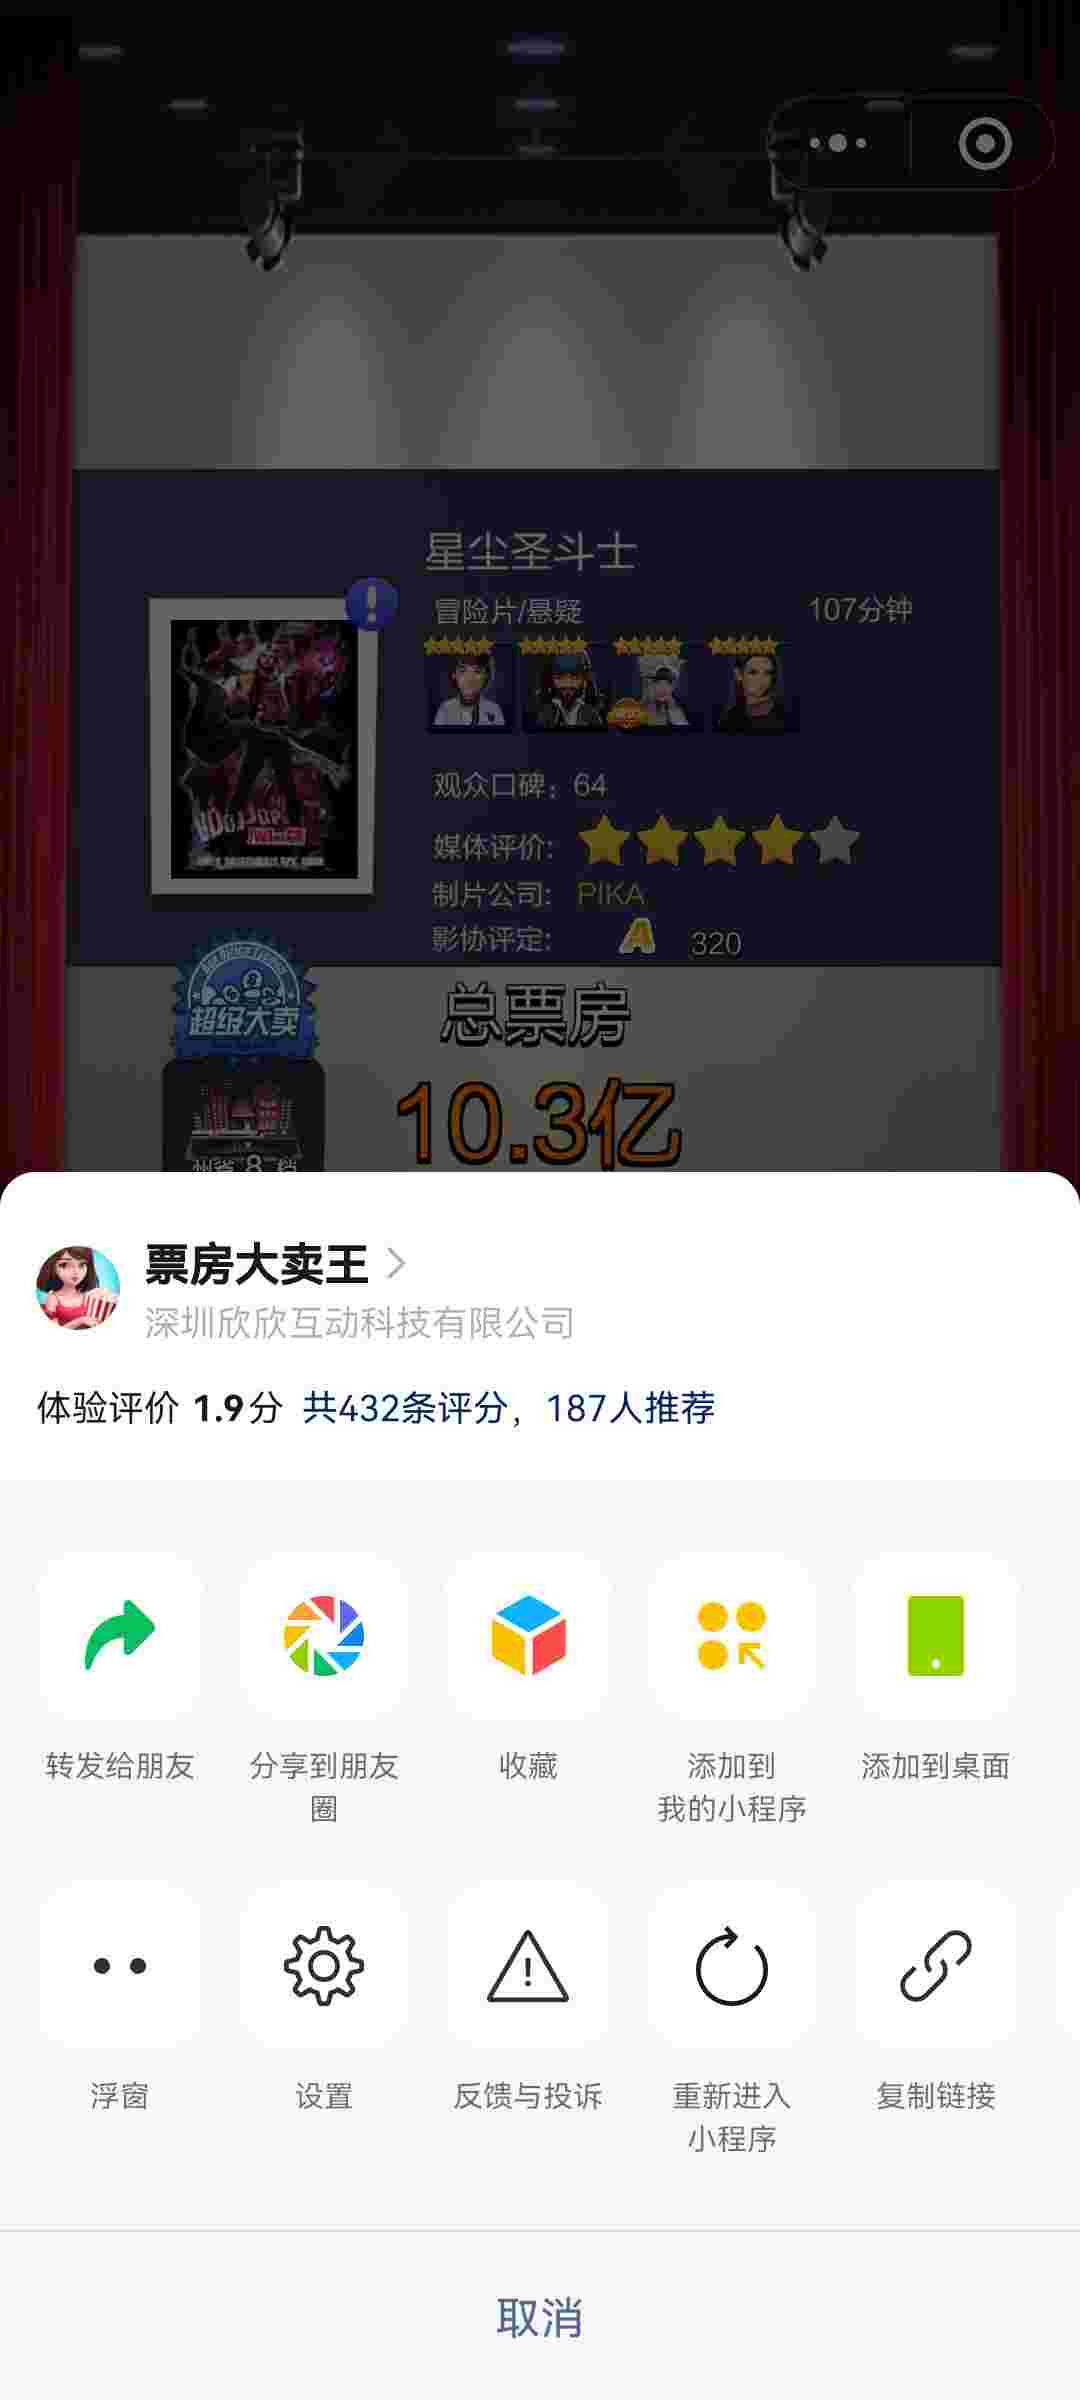 星尘圣斗士
冒险片/悬疑
107分钟
观众口碑：64
媒体评价:
制片公司: PIKA
影协评定: A 320
超级大卖
总票房
10.3亿
票房大卖王
深圳欣欣互动科技有限公司
体验评价 1.9分 共432条评分，187人推荐
转发给朋友
分享到朋友
圈
收藏
添加到
我的小程序
添加到桌面
浮窗
设置
反馈与投诉
重新进入
小程序
复制链接
取消